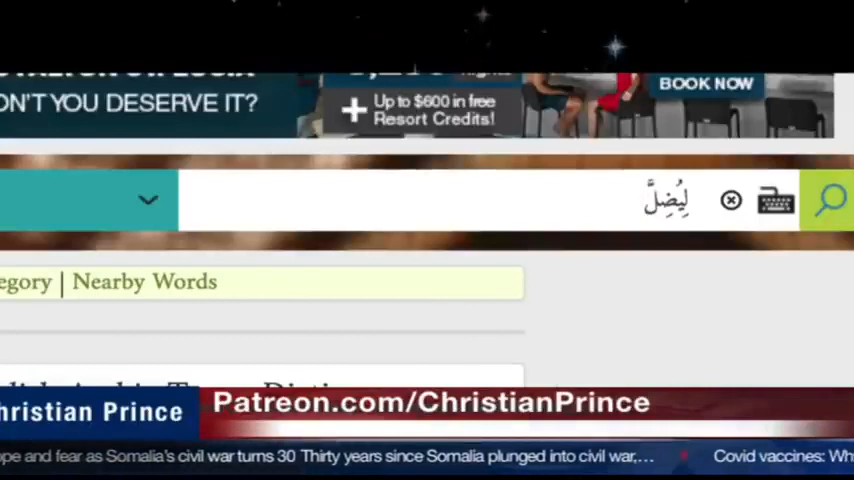 ON'T YOU DESERVE IT?
Up to $600 in free
Resort Credits!
BOOK NOW
لِيُضِلَّ
egory | Nearby Words
Patreon.com/ChristianPrince
hristian Prince
ope and fear as Somalia's civil war turns 30 Thirty years since Somalia plunged into civil war,... Covid vaccines: Wh